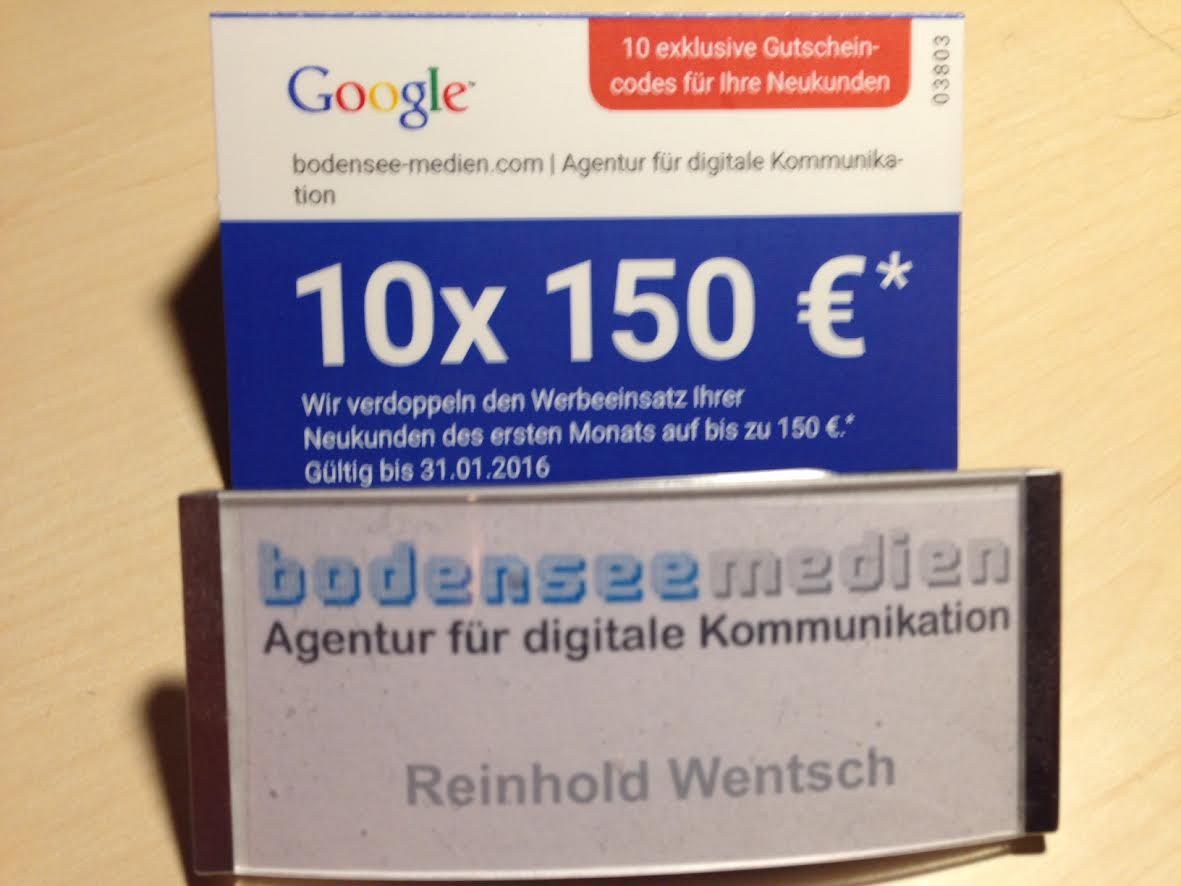 10 exklusive Gutschein-
codes für Ihre Neukunden
03803
Google™
bodensee-medien.com | Agentur für digitale Kommunika-
tion
10x 150 €*
Wir verdoppeln den Werbeeinsatz Ihrer
Neukunden des ersten Monats auf bis zu 150 €.*
Gültig bis 31.01.2016
bodenseemedien
Agentur für digitale Kommunikation
Reinhold Wentsch